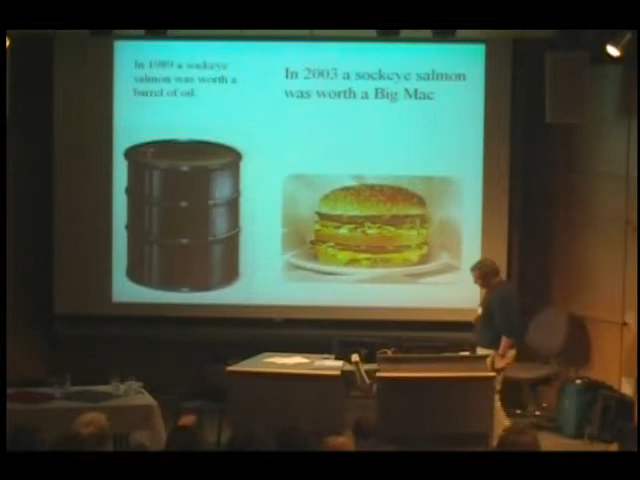 In 1989 a sockeye
salmon was worth a
barrel of oil.
In 2003 a sockeye salmon
was worth a Big Mac